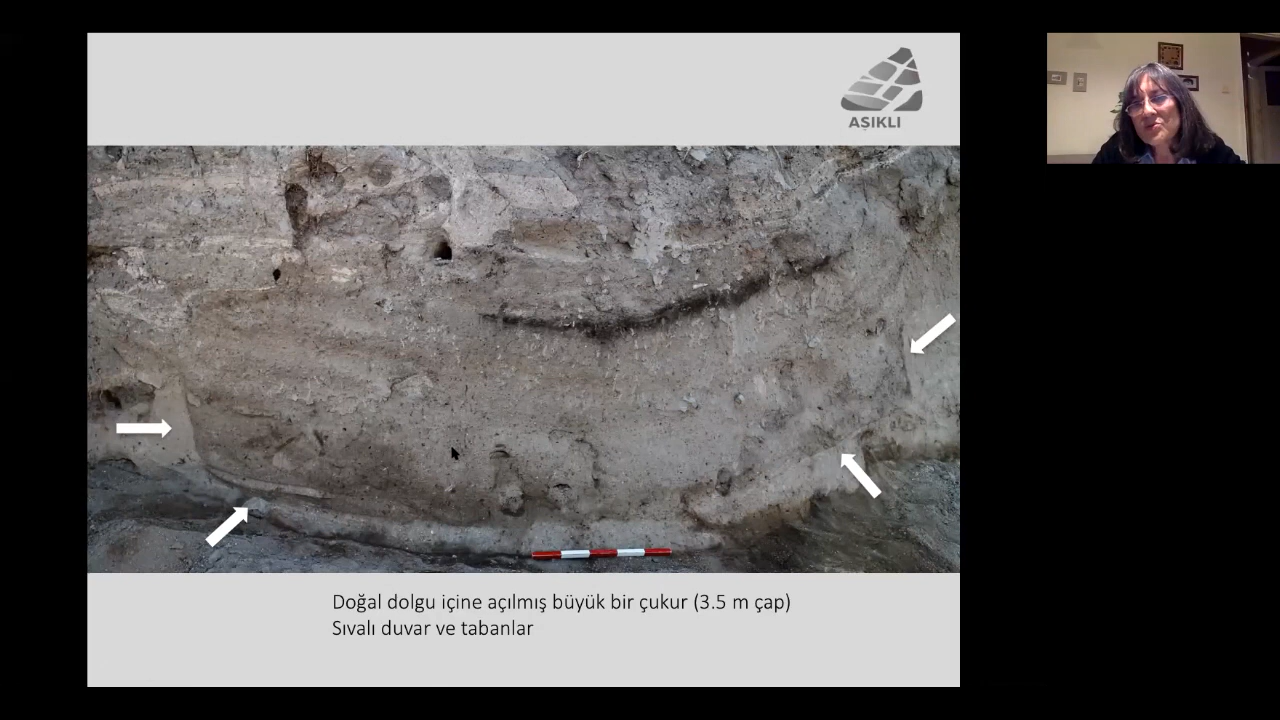 AŞIKLI
Doğal dolgu içine açılmış büyük bir çukur (3.5 m çap)
Sıvalı duvar ve tabanlar